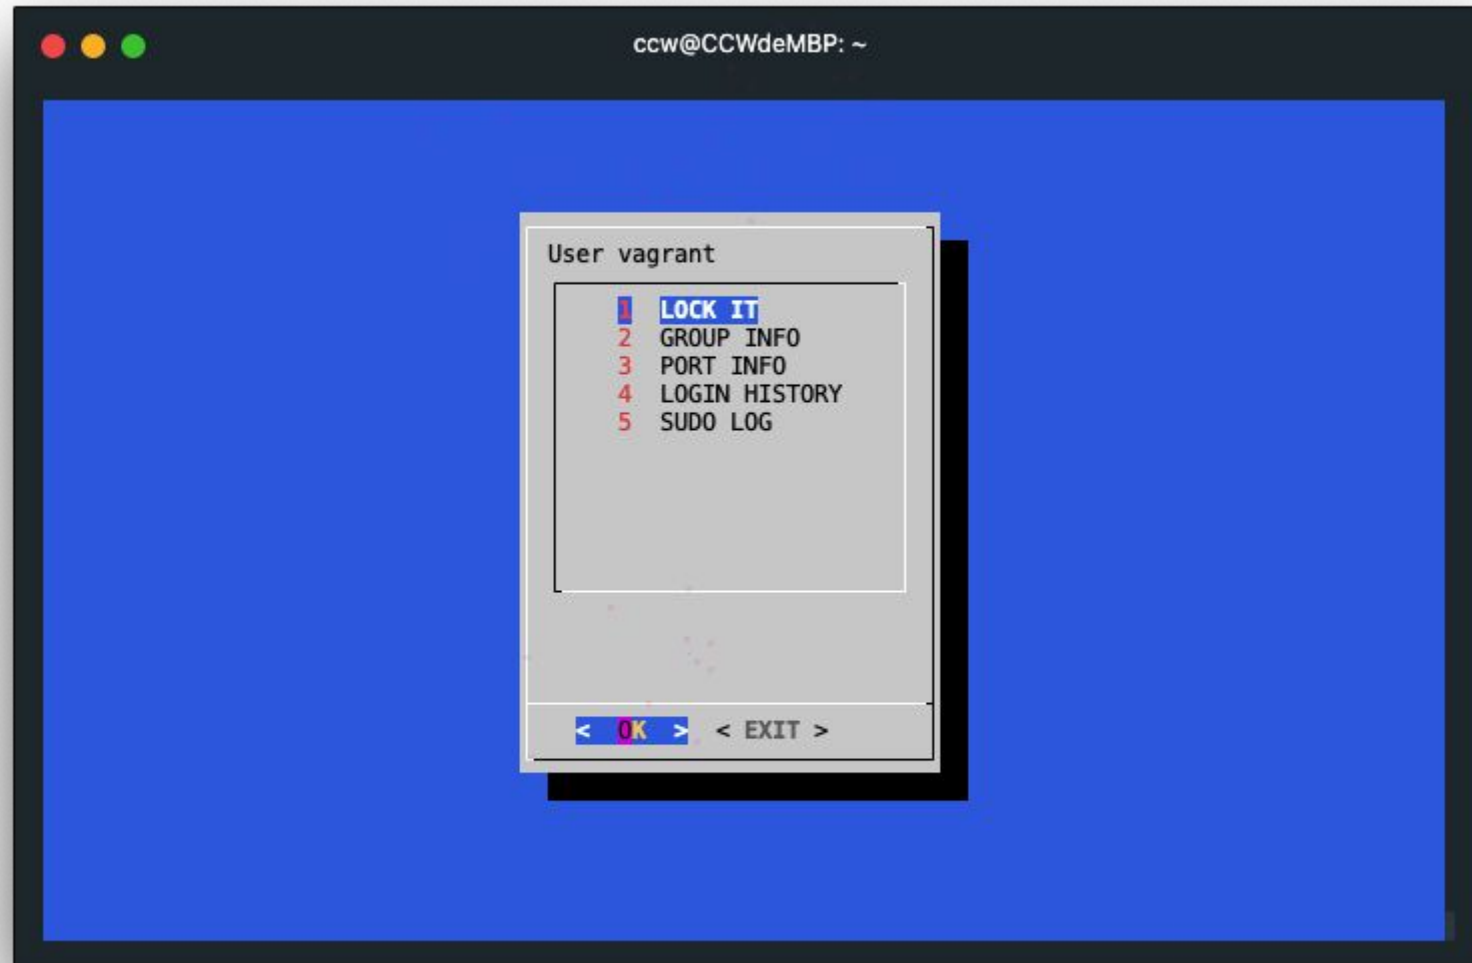 ccw@CCWdeMBP: ~
User vagrant
1 LOCK IT
2 GROUP INFO
3 PORT INFO
4 LOGIN HISTORY
5 SUDO LOG
< OK > < EXIT >